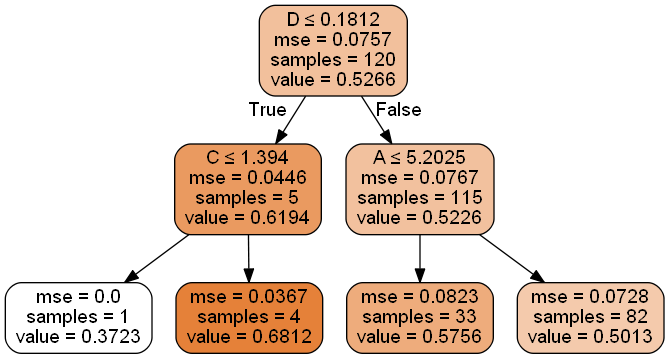 D ≤ 0.1812
mse = 0.0757
samples = 120
value = 0.5266
True
False
C ≤ 1.394
mse = 0.0446
samples = 5
value = 0.6194
A ≤ 5.2025
mse = 0.0767
samples = 115
value = 0.5226
mse = 0.0
samples = 1
value = 0.3723
mse = 0.0367
samples = 4
value = 0.6812
mse = 0.0823
samples = 33
value = 0.5756
mse = 0.0728
samples = 82
value = 0.5013